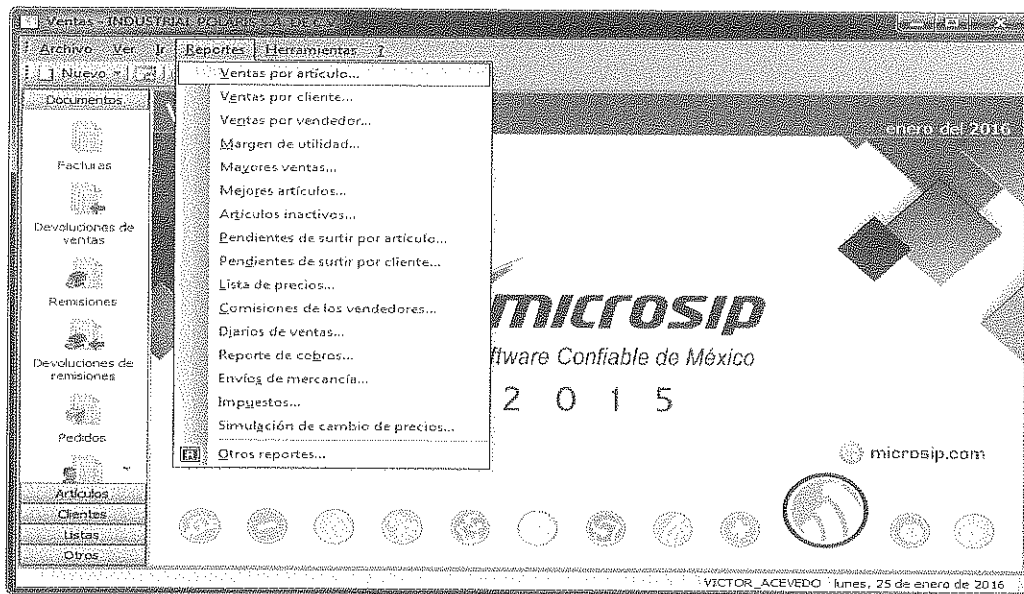 Ventas - INDUSTRIAL POLARIS S.A. DE C.V.
Archivo Ver Ir Reportes Herramientas ?
Nuevo
Documentos
Facturas
Devoluciones de
ventas
Remisiones
Devoluciones de
remisiones
Pedidos
Artículos
Clientes
Listas
Otros
Ventas por artículo...
Ventas por cliente...
Ventas por vendedor...
Margen de utilidad...
Mayores ventas...
Mejores artículos...
Artículos inactivos...
Pendientes de surtir por artículo...
Pendientes de surtir por cliente...
Lista de precios...
Comisiones de los vendedores...
Diarios de ventas...
Reporte de cobros...
Envíos de mercancía...
Impuestos...
Simulación de cambio de precios...
Otros reportes...
enero del 2016
microsip
ftware Confiable de México
2 0 1 5
microsip.com
VICTOR_ACEVEDO lunes, 25 de enero de 2016